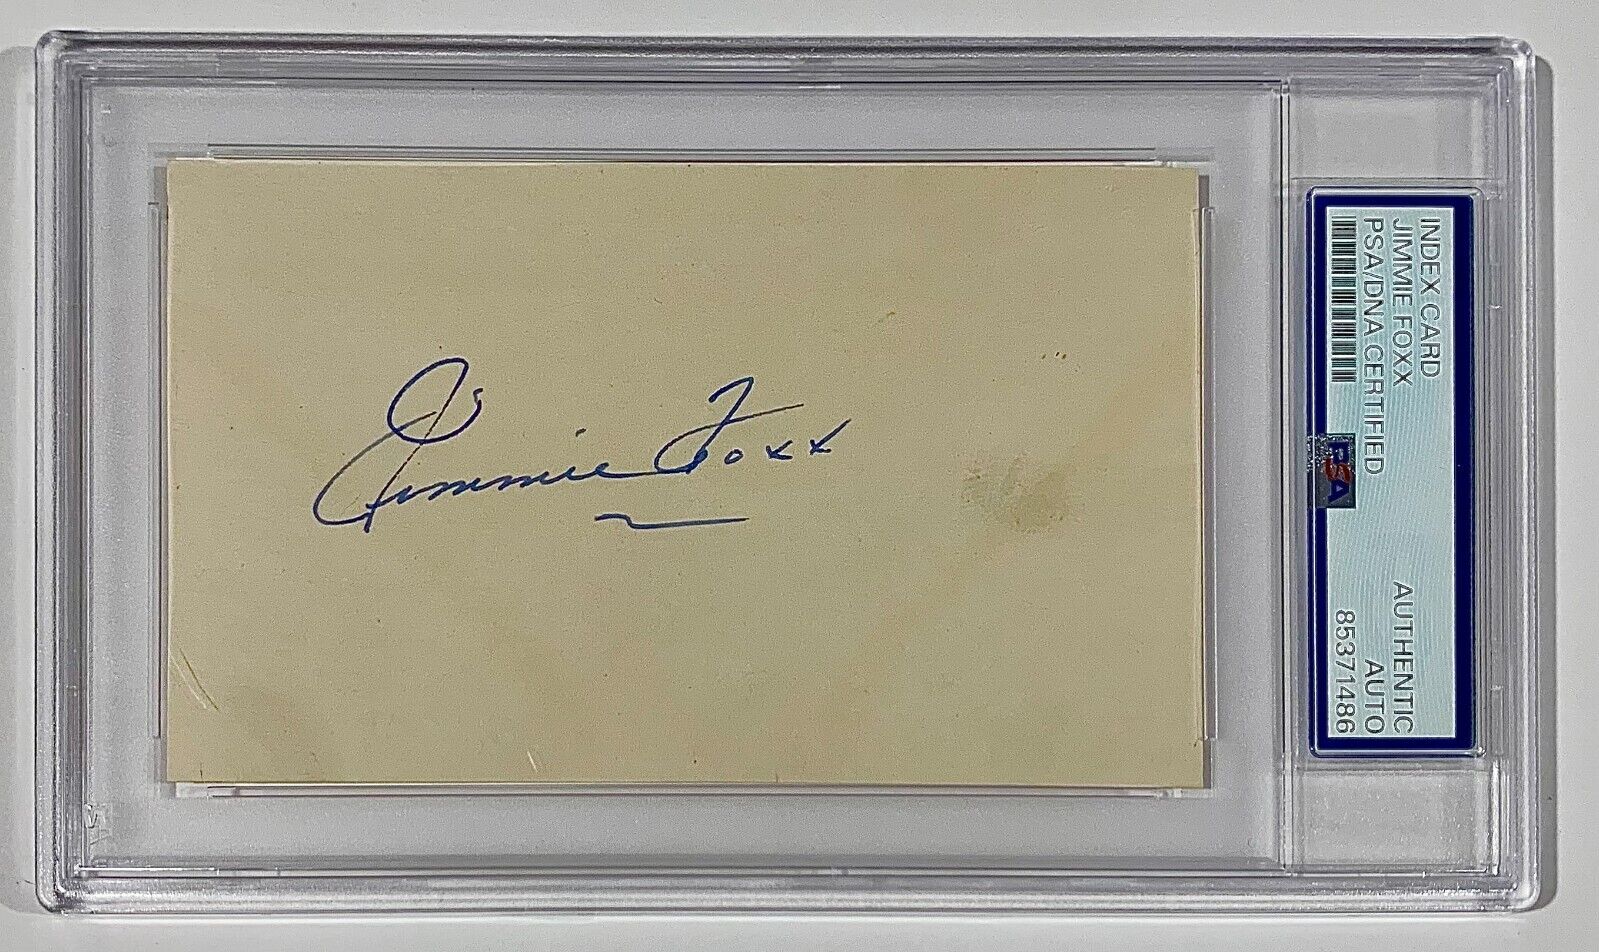 Jimmie Foxx
INDEX CARD
JIMMIE FOXX
PSA/DNA CERTIFIED
PSA
AUTHENTIC
AUTO
85371486